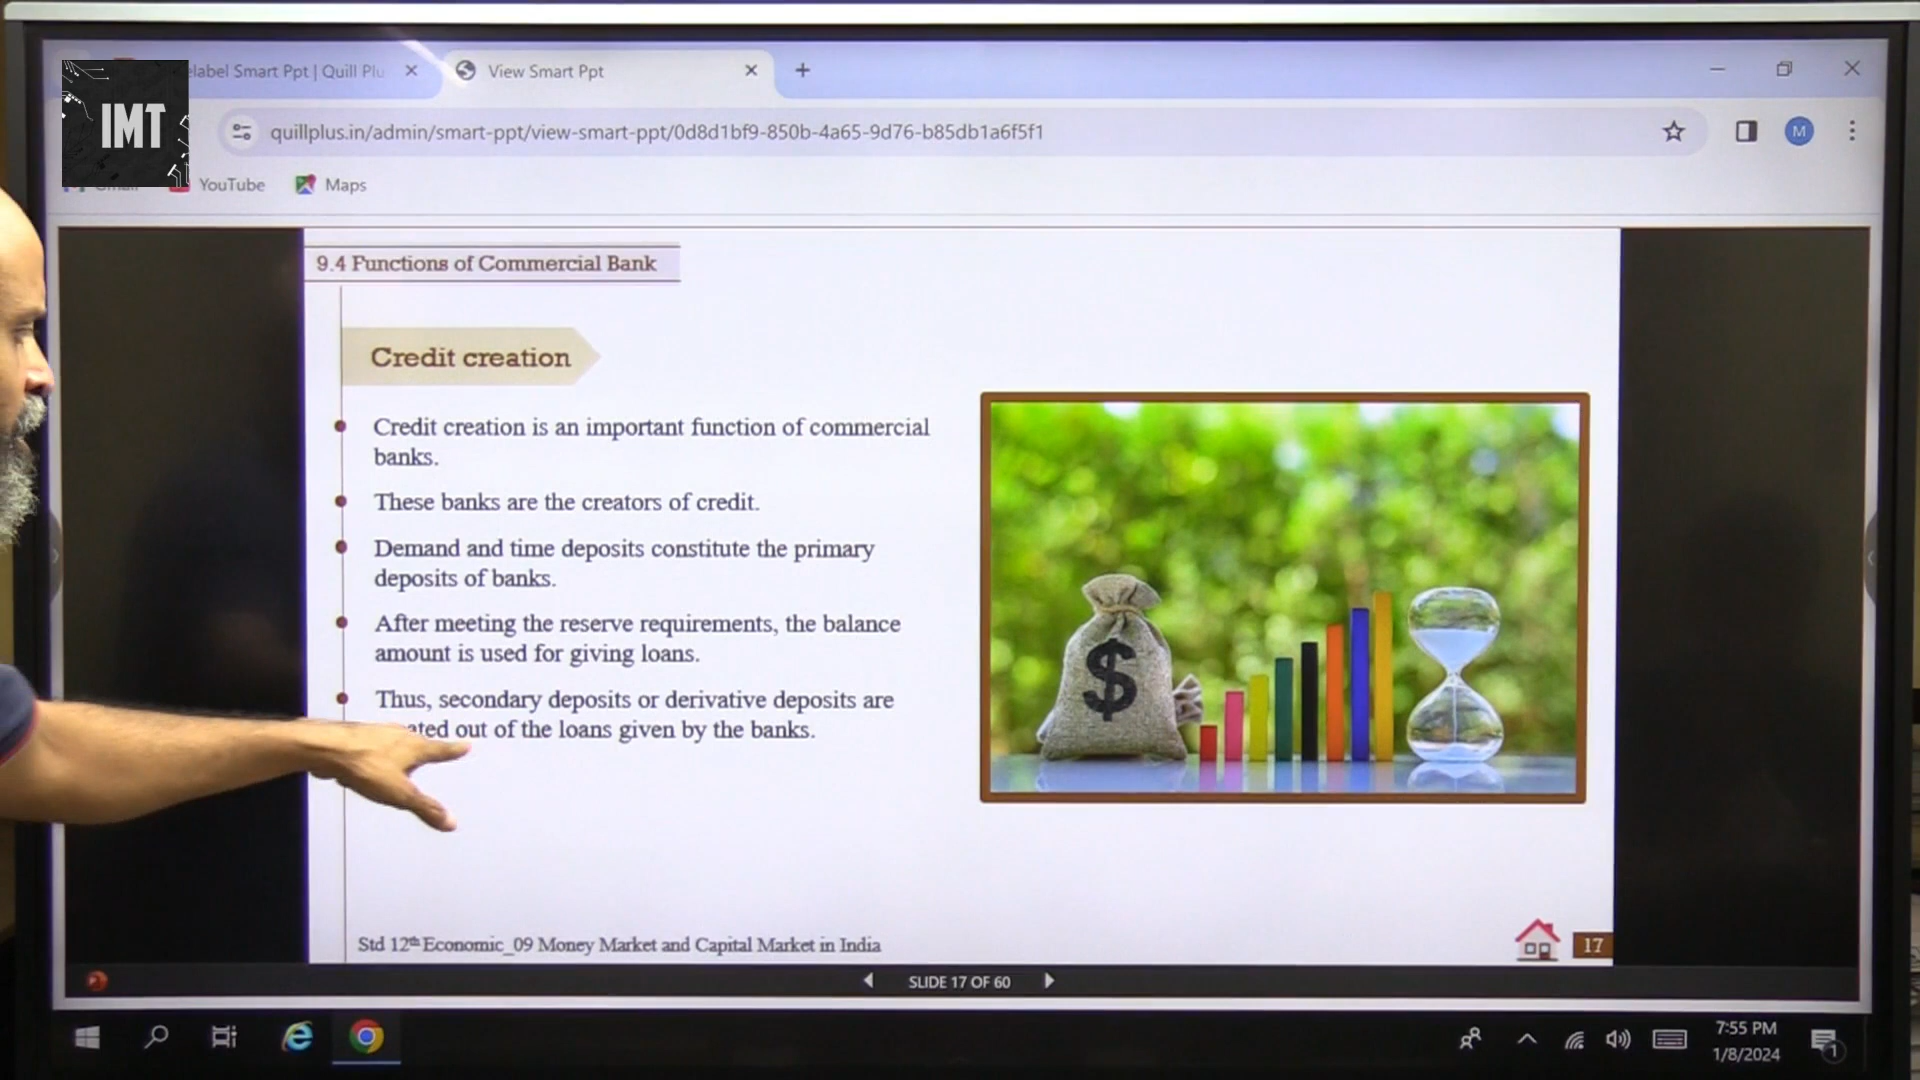 elabel Smart Ppt | Quill Plu
View Smart Ppt
IMT
quillplus.in/admin/smart-ppt/view-smart-ppt/0d8d1bf9-850b-4a65-9d76-b85db1a6f5f1
M
Gmail YouTube Maps
9.4 Functions of Commercial Bank
Credit creation
Credit creation is an important function of commercial
banks.
These banks are the creators of credit.
Demand and time deposits constitute the primary
deposits of banks.
After meeting the reserve requirements, the balance
amount is used for giving loans.
Thus, secondary deposits or derivative deposits are
ated out of the loans given by the banks.
$
Std 12th Economic_09 Money Market and Capital Market in India
17
SLIDE 17 OF 60
7:55 PM
1/8/2024
1